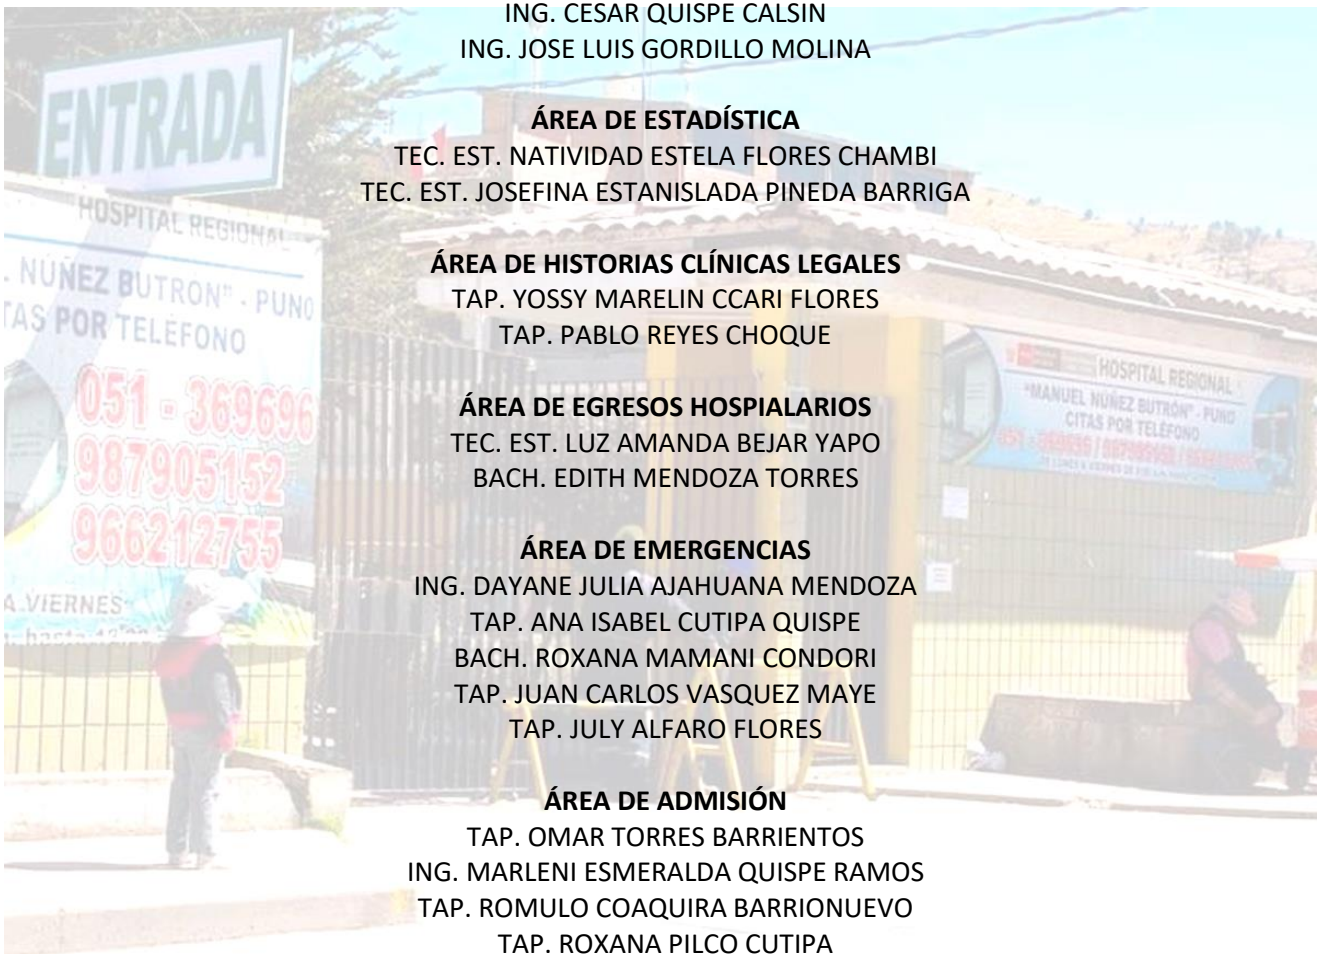 ING. CESAR QUISPE CALSIN
ING. JOSE LUIS GORDILLO MOLINA
ÁREA DE ESTADÍSTICA
TEC. EST. NATIVIDAD ESTELA FLORES CHAMBI
TEC. EST. JOSEFINA ESTANISLADA PINEDA BARRIGA
ÁREA DE HISTORIAS CLÍNICAS LEGALES
TAP. YOSSY MARELIN CCARI FLORES
TAP. PABLO REYES CHOQUE
ÁREA DE EGRESOS HOSPIALARIOS
TEC. EST. LUZ AMANDA BEJAR YAPO
BACH. EDITH MENDOZA TORRES
ÁREA DE EMERGENCIAS
ING. DAYANE JULIA AJAHUANA MENDOZA
TAP. ANA ISABEL CUTIPA QUISPE
BACH. ROXANA MAMANI CONDORI
TAP. JUAN CARLOS VASQUEZ MAYE
TAP. JULY ALFARO FLORES
ÁREA DE ADMISIÓN
TAP. OMAR TORRES BARRIENTOS
ING. MARLENI ESMERALDA QUISPE RAMOS
TAP. ROMULO COAQUIRA BARRIONUEVO
TAP. ROXANA PILCO CUTIPA
ENTRADA
HOSPITAL REGIONAL
. NÚÑEZ BUTRÓN" - PUNO
TAS POR TELÉFONO
051 - 369696
987905152
966212755
A VIERNES
hasta
HOSPITAL REGIONAL
"MANUEL NÚÑEZ BUTRÓN" - PUNO
CITAS POR TELÉFONO